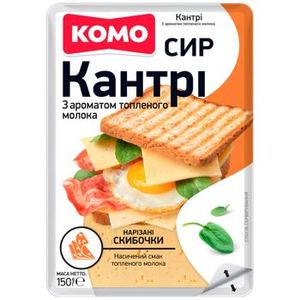 КОМО
СИР
Кантрі
З ароматом топленого молока
Кантрі
З ароматом топленого
молока
НАРІЗАНІ
СКИБОЧКИ
Насичений смак
топленого молока
МАСА НЕТТО:
150г